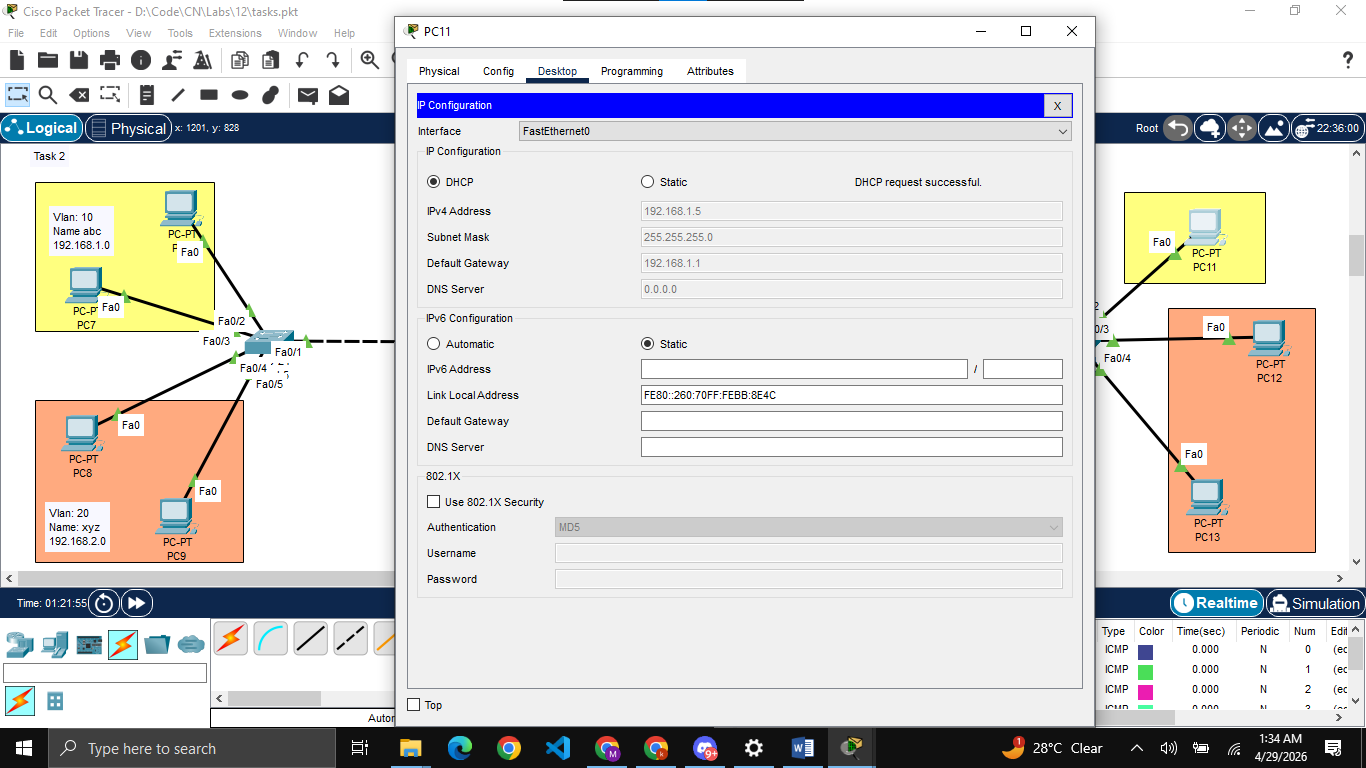 Cisco Packet Tracer - D:\Code\CN\Labs\12\tasks.pkt
File Edit Options View Tools Extensions Window Help
Logical Physical x: 1201, y: 828
Root 22:36:00
Task 2
Vlan: 10
Name abc
192.168.1.0
PC-PT
Fa0
PC-PT
PC7
Fa0
Fa0/2
Fa0/3
Fa0/1
Fa0/4
Fa0/5
Fa0
PC-PT
PC8
Fa0
Vlan: 20
Name: xyz
192.168.2.0
PC-PT
PC9
PC11
Physical Config Desktop Programming Attributes
IP Configuration X
Interface FastEthernet0
IP Configuration
DHCP Static DHCP request successful.
IPv4 Address 192.168.1.5
Subnet Mask 255.255.255.0
Default Gateway 192.168.1.1
DNS Server 0.0.0.0
IPv6 Configuration
Automatic Static
IPv6 Address /
Link Local Address FE80::260:70FF:FEBB:8E4C
Default Gateway
DNS Server
802.1X
Use 802.1X Security
Authentication MD5
Username
Password
Top
Fa0
PC-PT
PC11
Fa0
PC-PT
PC12
Fa0/4
Fa0
PC-PT
PC13
Time: 01:21:55
Realtime Simulation
Type Color Time(sec) Periodic N Num Edi
ICMP 0.000 N 0 (ec
ICMP 0.000 N 1 (ec
ICMP 0.000 N 2 (ec
Type here to search
28°C Clear
1:34 AM
4/29/2026